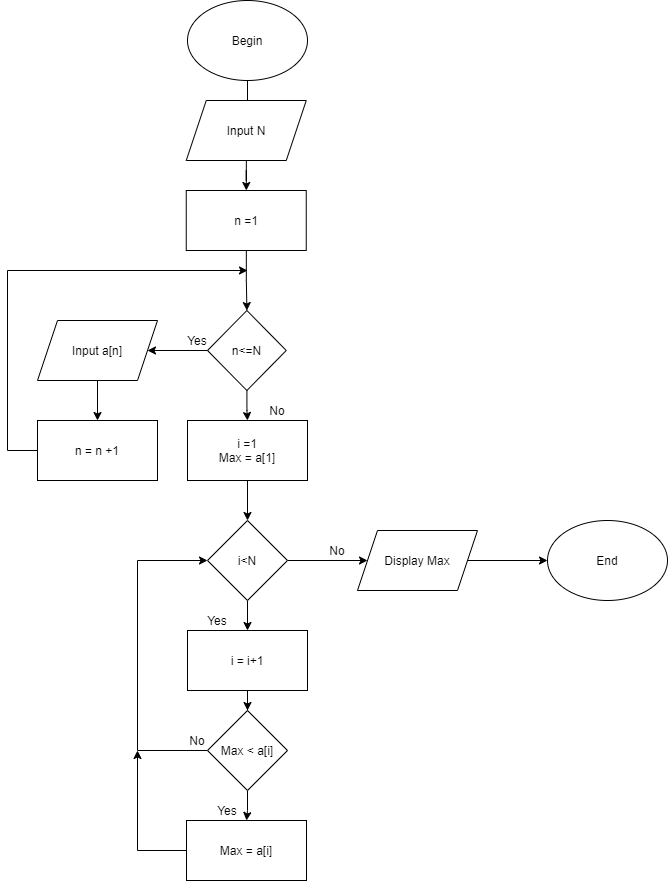 Begin
Input N
n =1
n<=N
Yes
Input a[n]
n = n +1
No
i =1
Max = a[1]
i<N
No
Display Max
End
Yes
i = i+1
Max < a[i]
No
Yes
Max = a[i]